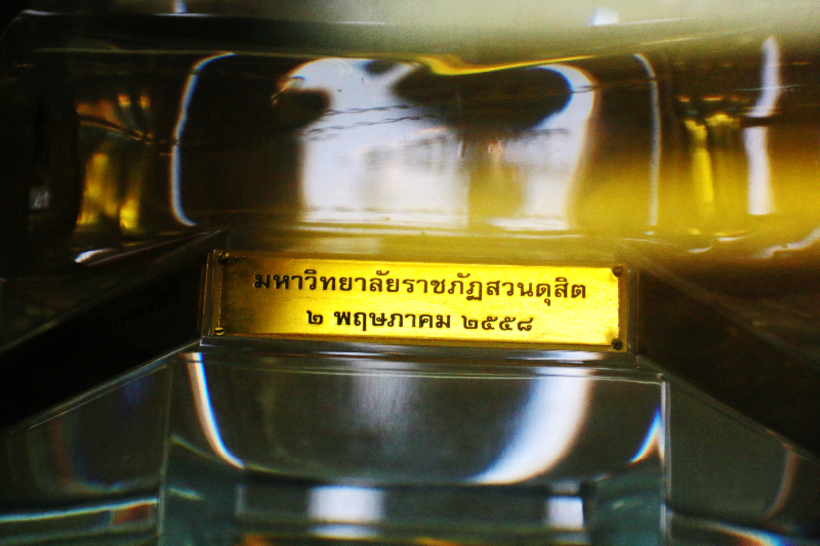 มหาวิทยาลัยราชภัฏสวนดุสิต
๒ พฤษภาคม ๒๕๕๘